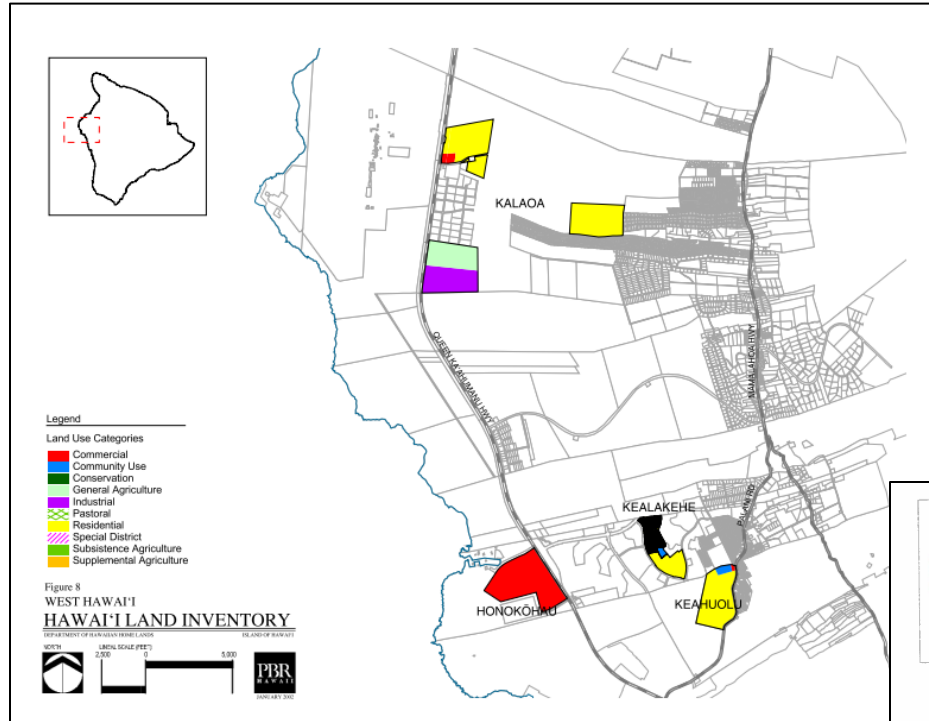 KALAOA
QUEEN KA'AHUMANU HWY
MAMALAHOA HWY
PALANI RD
KEALAKEHE
KEAHUOLU
HONOKŌHAU
Legend
Land Use Categories
Commercial
Community Use
Conservation
General Agriculture
Industrial
Pastoral
Residential
Special District
Subsistence Agriculture
Supplemental Agriculture
Figure 8
WEST HAWAI‘I
HAWAI‘I LAND INVENTORY
DEPARTMENT OF HAWAIIAN HOME LANDS ISLAND OF HAWAI'I
NORTH LINEAL SCALE (FEET)
2,500 0 5,000
PBR
HAWAII
JANUARY 2002